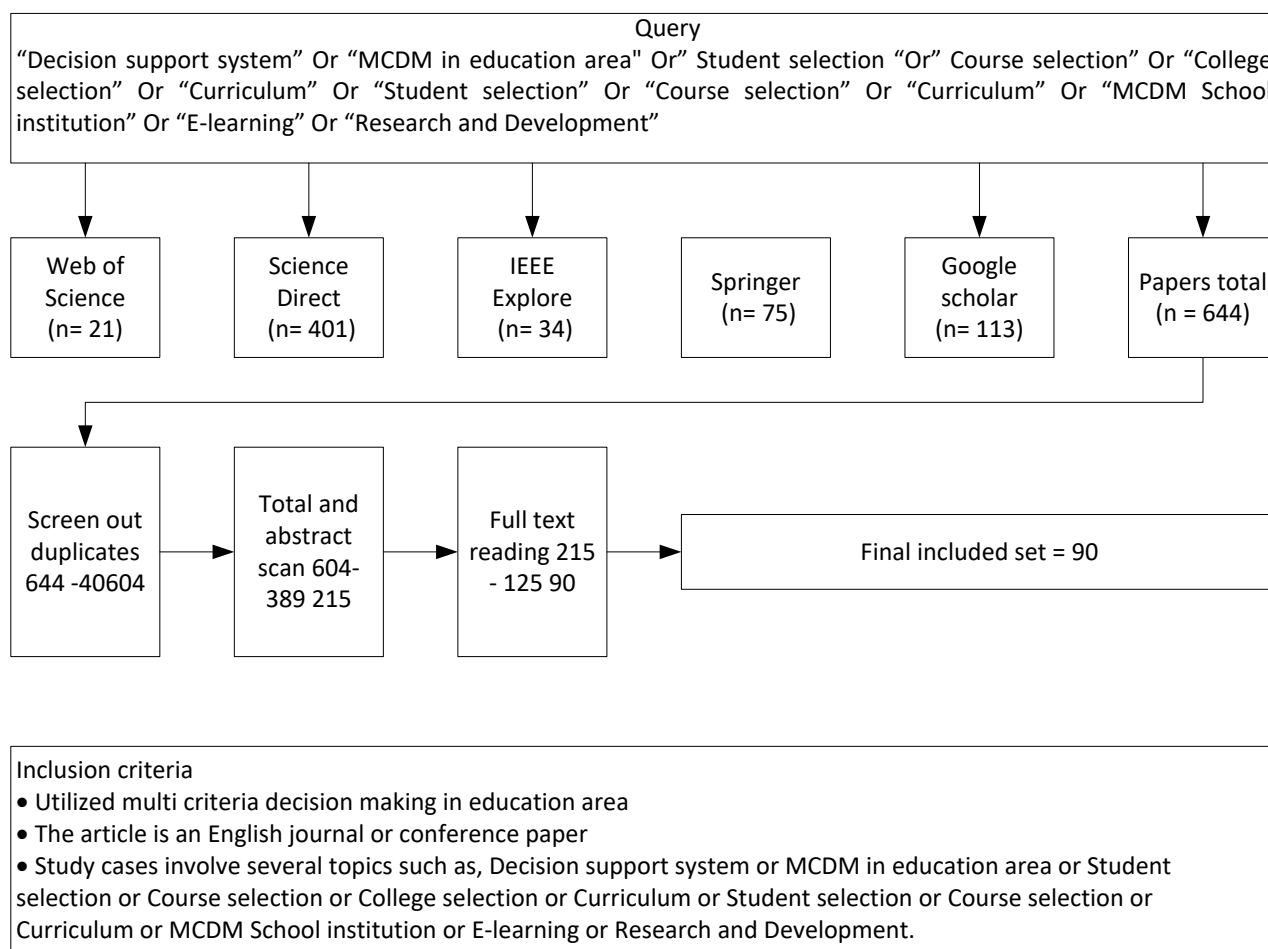 Query
“Decision support system” Or “MCDM in education area" Or” Student selection “Or” Course selection” Or “College
selection” Or “Curriculum” Or “Student selection” Or “Course selection” Or “Curriculum” Or “MCDM School
institution” Or “E-learning” Or “Research and Development”
Web of
Science
(n= 21)
Science
Direct
(n= 401)
IEEE
Explore
(n= 34)
Springer
(n= 75)
Google
scholar
(n= 113)
Papers total
(n = 644)
Screen out
duplicates
644 -40604
Total and
abstract
scan 604-
389 215
Full text
reading 215
- 125 90
Final included set = 90
Inclusion criteria
• Utilized multi criteria decision making in education area
• The article is an English journal or conference paper
• Study cases involve several topics such as, Decision support system or MCDM in education area or Student
selection or Course selection or College selection or Curriculum or Student selection or Course selection or
Curriculum or MCDM School institution or E-learning or Research and Development.